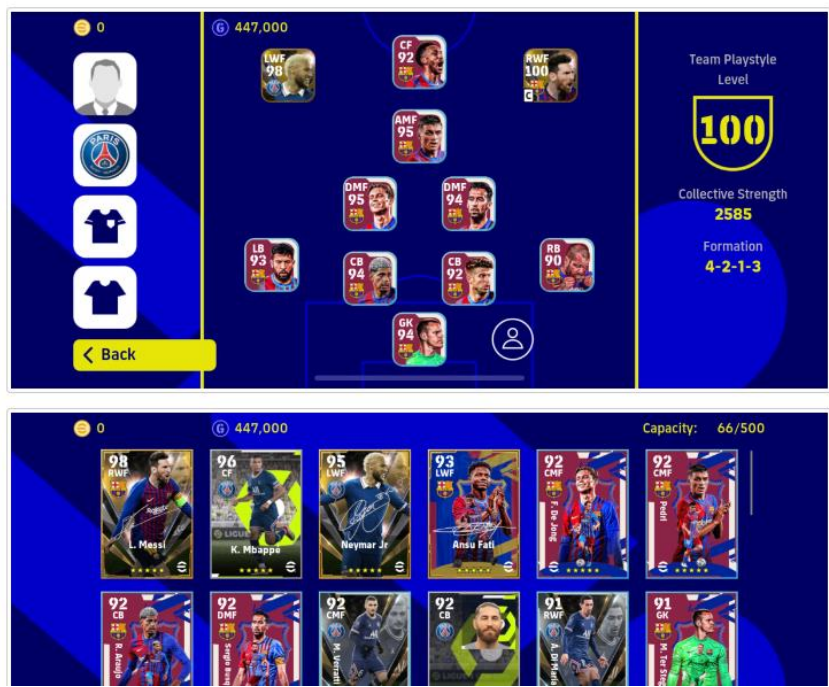 0
447,000
LWF
98
CF
92
RWF
100
C
Team Playstyle
Level
100
PARIS
AMF
95
DMF
95
DMF
94
Collective Strength
2585
Formation
4-2-1-3
LB
93
CB
94
CB
92
RB
90
GK
94
Back
0
447,000
Capacity: 66/500
98
RWF
L. Messi
96
CF
K. Mbappé
95
LWF
Neymar Jr
93
LWF
Ansu Fati
92
CMF
F. De Jong
92
CMF
Pedri
92
CB
R. Araujo
92
DMF
Sergio Busq
92
CMF
M. Verratti
92
CB
91
RWF
A. Di María
91
GK
M. Ter Steg